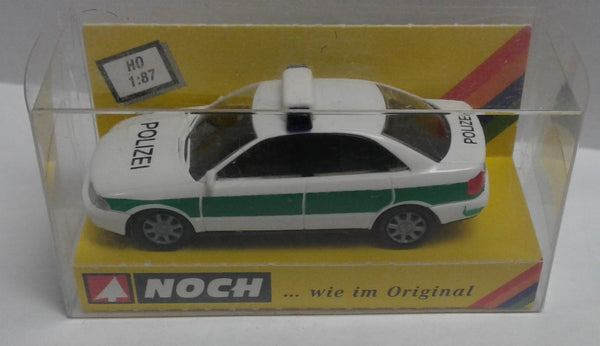 HO
1:87
POLIZEI
POLIZEI
NOCH ... wie im Original